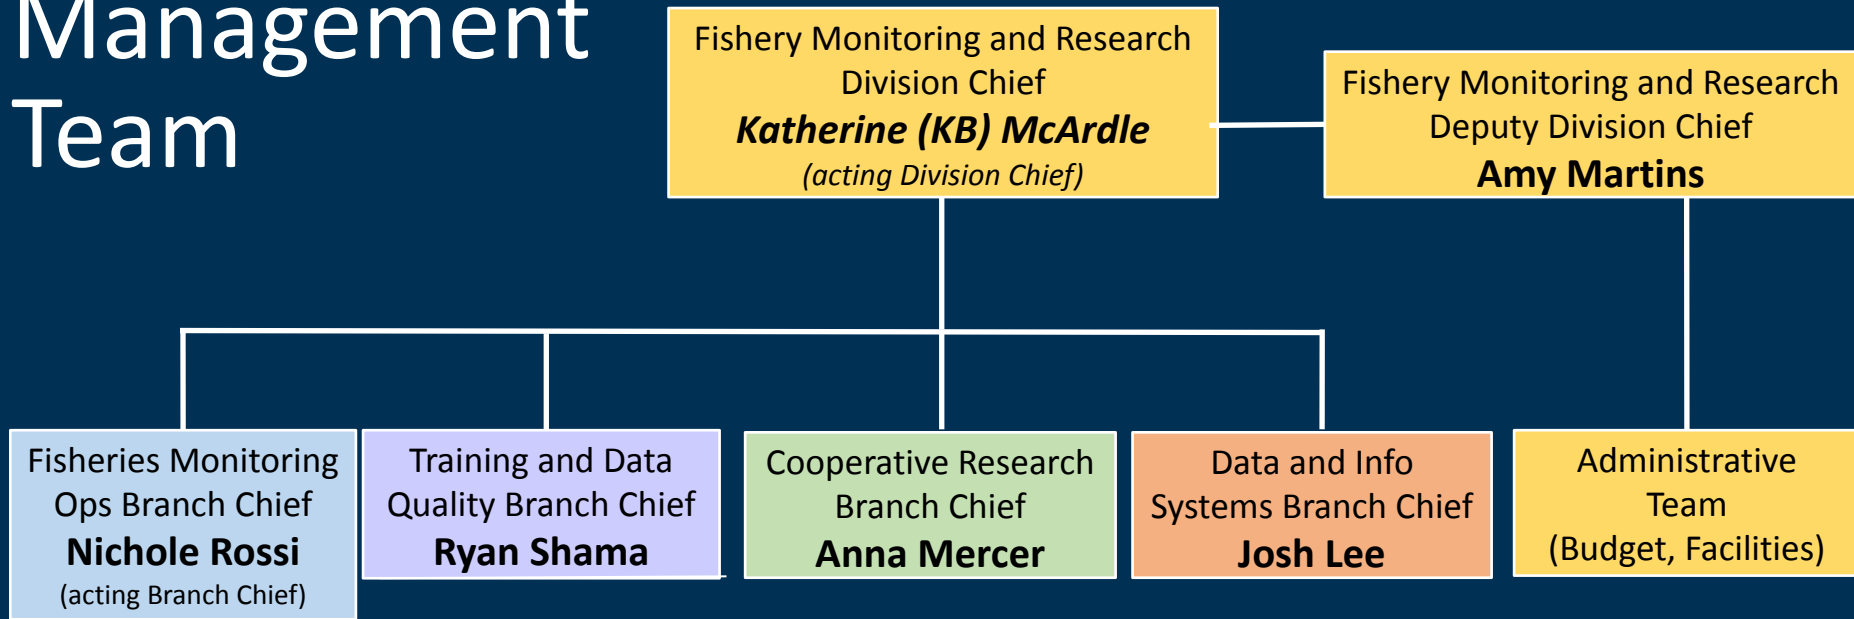 Management
Team
Fishery Monitoring and Research
Division Chief
Katherine (KB) McArdle
(acting Division Chief)
Fishery Monitoring and Research
Deputy Division Chief
Amy Martins
Fisheries Monitoring
Ops Branch Chief
Nichole Rossi
(acting Branch Chief)
Training and Data
Quality Branch Chief
Ryan Shama
Cooperative Research
Branch Chief
Anna Mercer
Data and Info
Systems Branch Chief
Josh Lee
Administrative
Team
(Budget, Facilities)